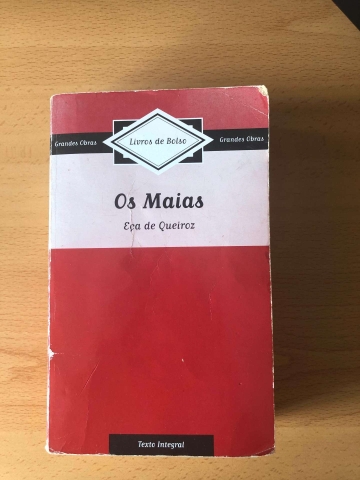 Grandes Obras Livros de Bolso Grandes Obras
Os Maias
Eça de Queiroz
Texto Integral